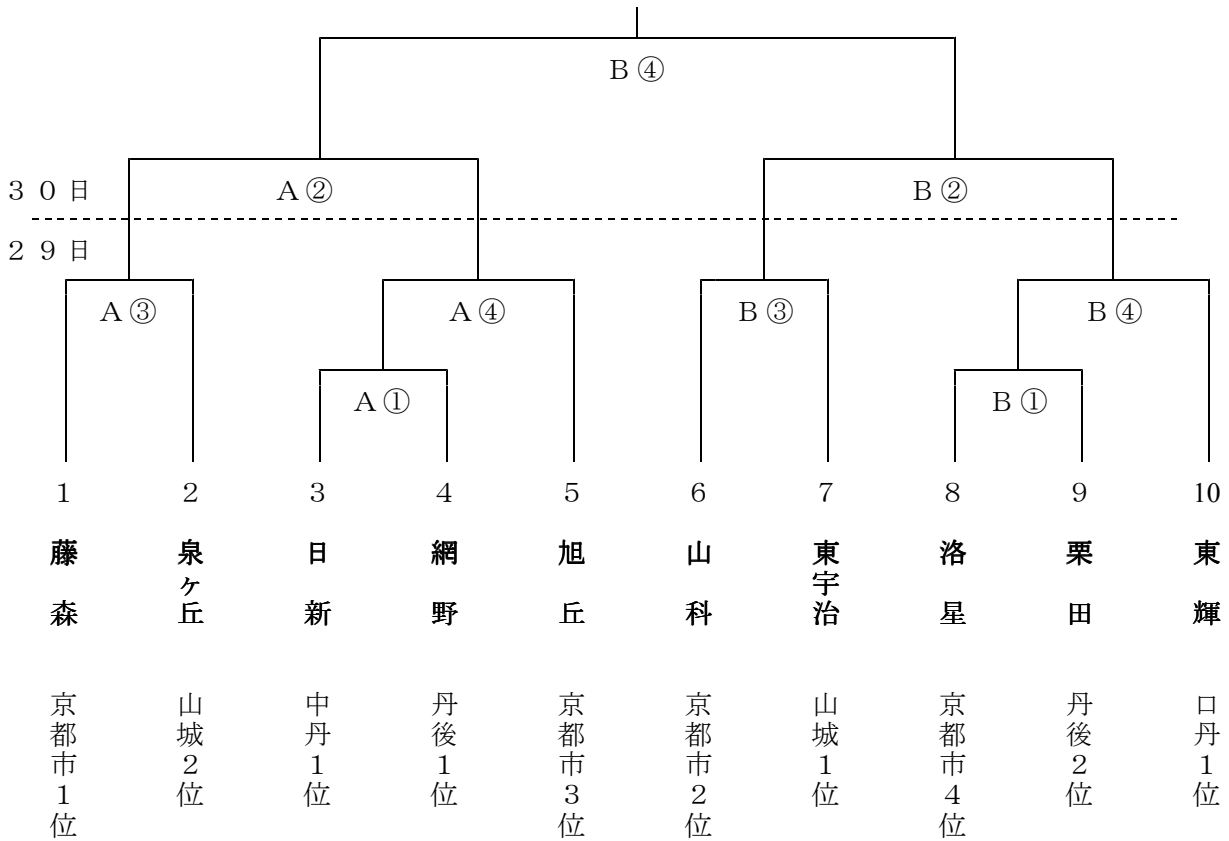 B④
30日
A②
B②
29日
A③
A④
B③
B④
A①
B①
1
2
3
4
5
6
7
8
9
10
藤森
泉ヶ丘
日新
網野
旭丘
山科
東宇治
洛星
栗田
東輝
京都市1位
山城2位
中丹1位
丹後1位
京都市3位
京都市2位
山城1位
京都市4位
丹後2位
口丹1位